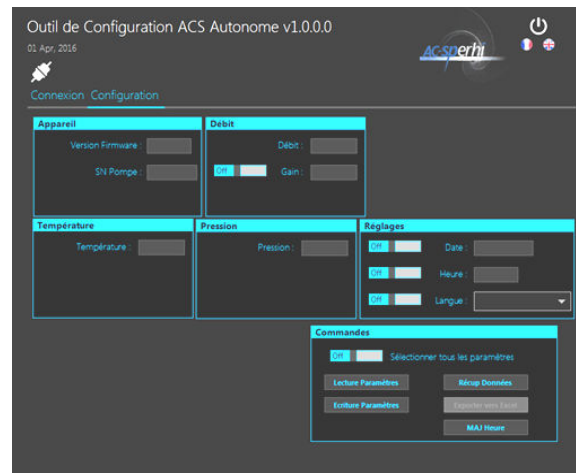 Outil de Configuration ACS Autonome v1.0.0.0
01 Apr, 2016
AC-sperhi
Connexion Configuration
Appareil
Version Firmware :
SN Pompe :
Débit
Débit :
Off
Gain :
Température
Température :
Pression
Pression :
Réglages
Off
Date :
Off
Heure :
Off
Langue :
Commandes
Off
Sélectionner tous les paramètres
Lecture Paramètres
Récup Données
Ecriture Paramètres
Exporter vers Excel
MAJ Heure